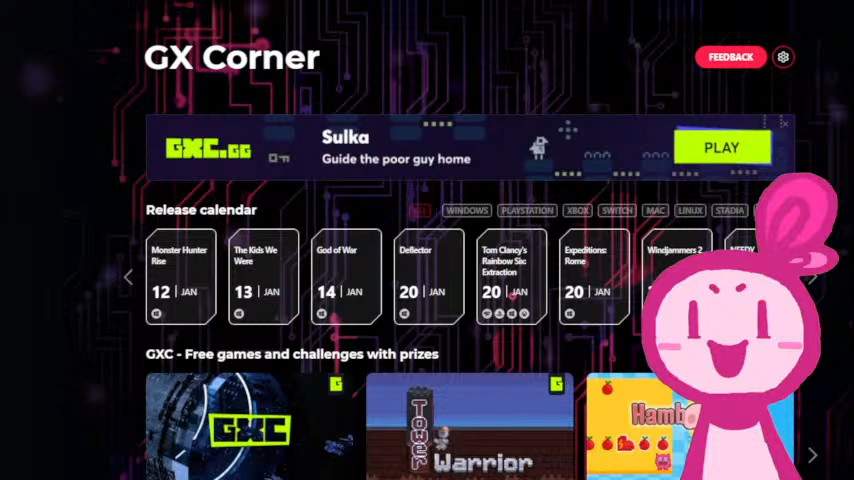 GX Corner
FEEDBACK
GXC.GG
Sulka
Guide the poor guy home
PLAY
Release calendar
ALL
WINDOWS
PLAYSTATION
XBOX
SWITCH
MAC
LINUX
STADIA
Monster Hunter
Rise
12 | JAN
The Kids We
Were
13 | JAN
God of War
14 | JAN
Deflector
20 | JAN
Tom Clancy's
Rainbow Six:
Extraction
20 | JAN
Expeditions:
Rome
20 | JAN
Windjammers 2
NEEDY
GXC - Free games and challenges with prizes
GXC
TOWER
Warrior
Hamb